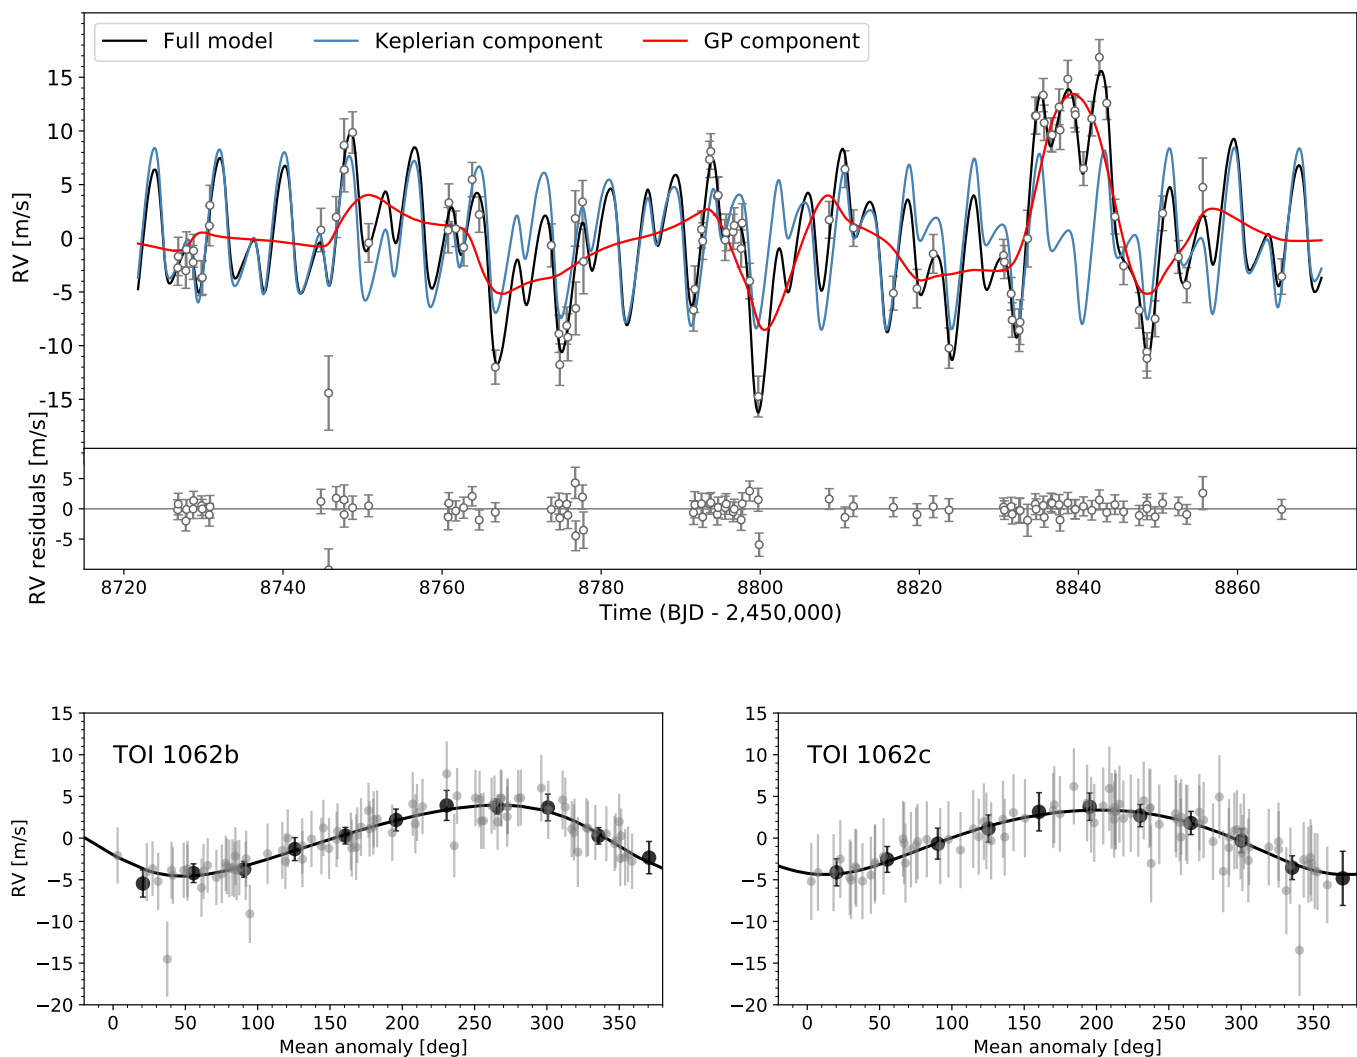 Full model Keplerian component GP component
RV [m/s]
15
10
5
0
-5
-10
-15
RV residuals [m/s]
5
0
-5
8720 8740 8760 8780 8800 8820 8840 8860
Time (BJD - 2,450,000)
TOI 1062b
RV [m/s]
15
10
5
0
−5
−10
−15
−20
0 50 100 150 200 250 300 350
Mean anomaly [deg]
TOI 1062c
15
10
5
0
−5
−10
−15
−20
0 50 100 150 200 250 300 350
Mean anomaly [deg]